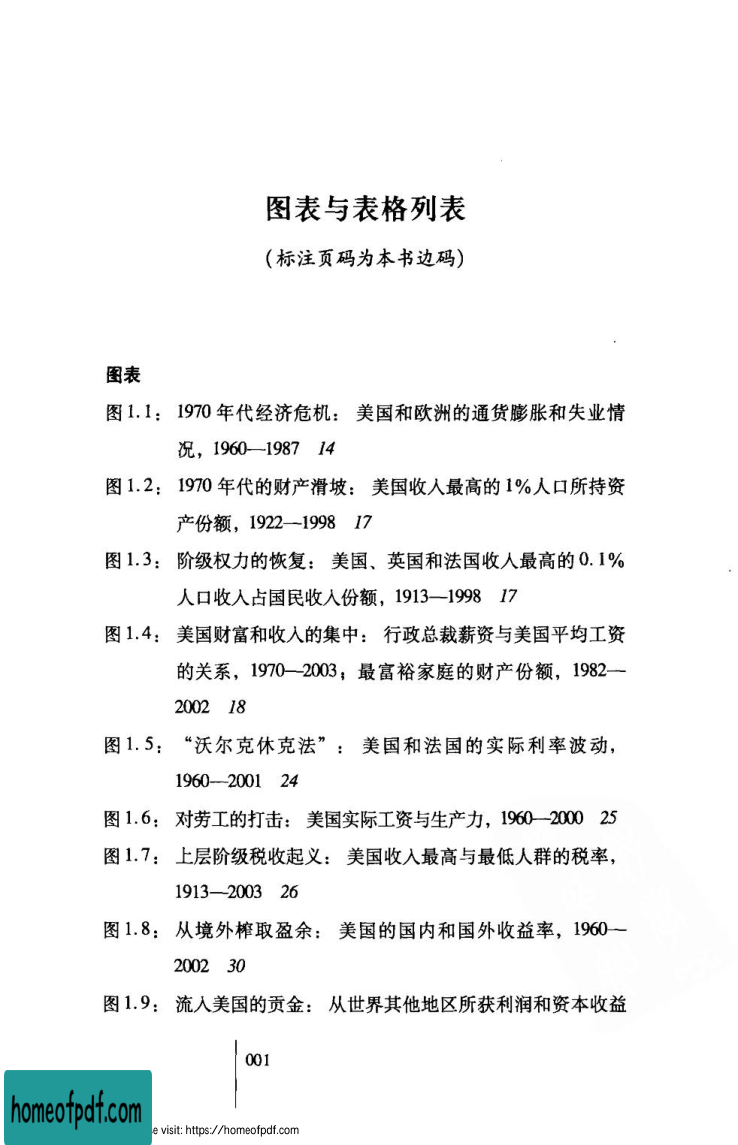 图表与表格列表
(标注页码为本书边码)
图表
图1.1： 1970年代经济危机： 美国和欧洲的通货膨胀和失业情
况，1960—1987 14
图1.2： 1970年代的财产滑坡： 美国收入最高的1%人口所持资
产份额，1922—1998 17
图1.3： 阶级权力的恢复： 美国、英国和法国收入最高的0.1%
人口收入占国民收入份额，1913—1998 17
图1.4： 美国财富和收入的集中： 行政总裁薪资与美国平均工资
的关系，1970—2003；最富裕家庭的财产份额，1982—
2002 18
图1.5： “沃尔克休克法”： 美国和法国的实际利率波动，
1960—2001 24
图1.6： 对劳工的打击： 美国实际工资与生产力，1960—2000 25
图1.7： 上层阶级税收起义： 美国收入最高与最低人群的税率，
1913—2003 26
图1.8： 从境外榨取盈余： 美国的国内和国外收益率，1960—
2002 30
图1.9： 流入美国的贡金： 从世界其他地区所获利润和资本收益
001
homeofpdf.com
e visit: https://homeofpdf.com